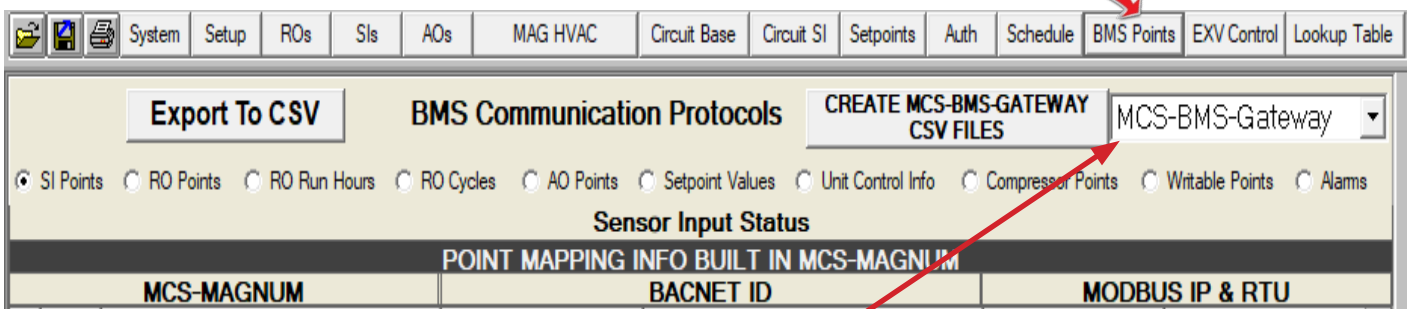 System Setup ROs SIs AOs MAG HVAC Circuit Base Circuit SI Setpoints Auth Schedule BMS Points EXV Control Lookup Table
Export To CSV BMS Communication Protocols CREATE MCS-BMS-GATEWAY CSV FILES MCS-BMS-Gateway
SI Points RO Points RO Run Hours RO Cycles AO Points Setpoint Values Unit Control Info Compressor Points Writable Points Alarms
Sensor Input Status
POINT MAPPING INFO BUILT IN MCS-MAGNUM
MCS-MAGNUM BACNET ID MODBUS IP & RTU